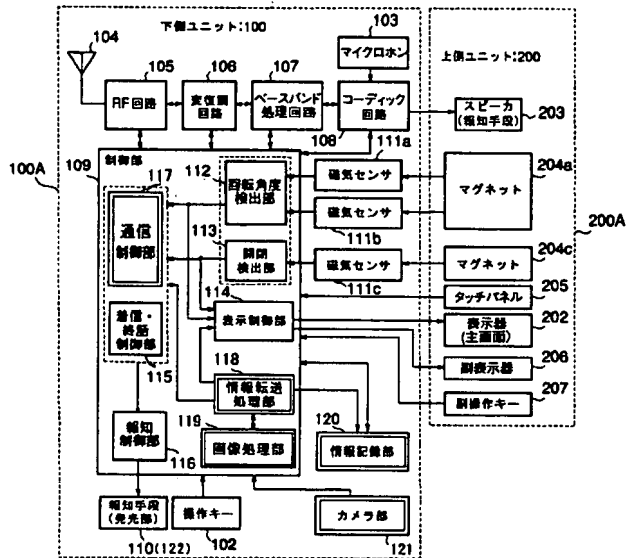 下側ユニット:100
103
マイクロホン
104
105
RF回路
106
変復調
回路
107
ベースバンド
処理回路
コーディック
回路
108
上側ユニット:200
スピーカ
(報知手段)
203
100A
109
制御部
117
通信
制御部
112
回転角度
検出部
113
開閉
検出部
111a
磁気センサ
磁気センサ
111b
磁気センサ
111c
マグネット
204a
200A
マグネット
204c
タッチパネル
205
表示器
(主画面)
202
副表示器
206
副操作キー
207
114
表示制御部
着信・
終話
制御部
115
118
情報転送
処理部
119
画像処理部
報知
制御部
116
120
情報記録部
報知手段
(発光部)
110(122)
操作キー
102
カメラ部
121